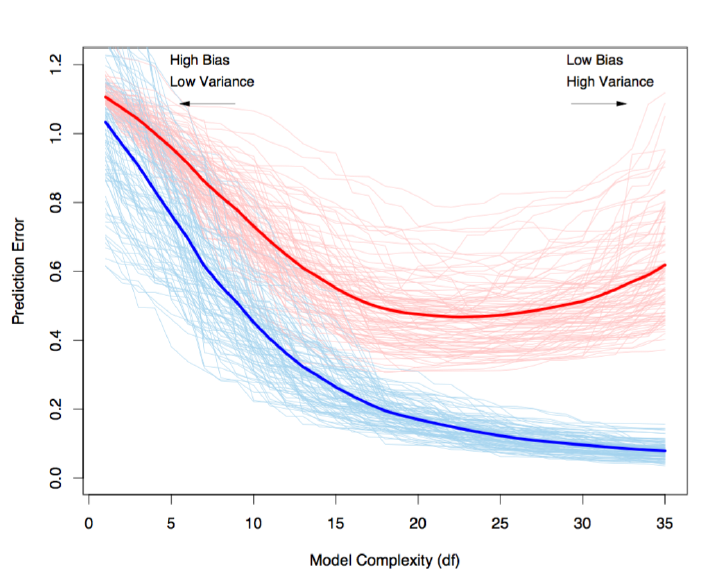 High Bias
Low Variance
Low Bias
High Variance
Prediction Error
1.2
1.0
0.8
0.6
0.4
0.2
0.0
0 5 10 15 20 25 30 35
Model Complexity (df)